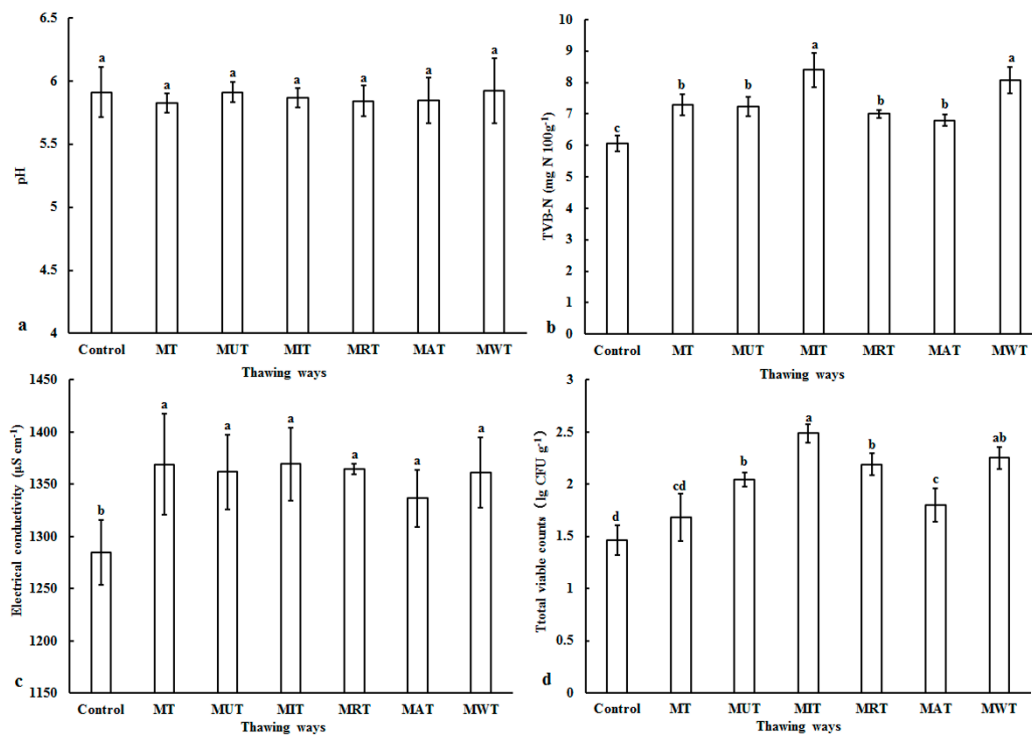 6.5
6
5.5
5
4.5
4
pH
a
a
a
a
a
a
a
a
Control MT MUT MIT MRT MAT MWT
Thawing ways
10
9
8
7
6
5
4
3
2
1
0
TVB-N (mg N 100g⁻¹)
c
b
b
a
b
b
a
b
Control MT MUT MIT MRT MAT MWT
Thawing ways
1450
1400
1350
1300
1250
1200
1150
Electrical conductivity (μS cm⁻¹)
b
a
a
a
a
a
a
c
Control MT MUT MIT MRT MAT MWT
Thawing ways
3
2.5
2
1.5
1
0.5
0
Ttotal viable counts (lg CFU g⁻¹)
d
cd
b
a
b
c
ab
d
Control MT MUT MIT MRT MAT MWT
Thawing ways